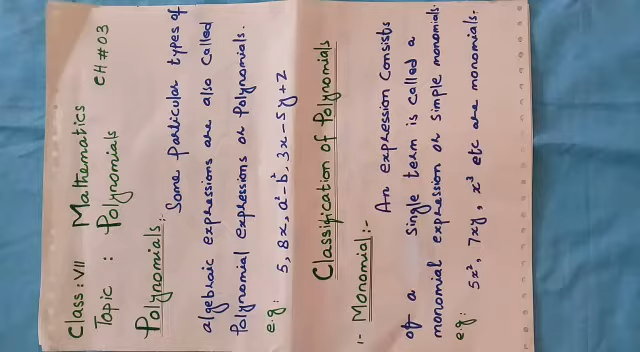 Class: VII Mathematics CH # 03
Topic : Polynomials
Polynomials:-
Some particular types of
algebraic expressions are also called
Polynomial expressions or Polynomials.
e.g: 5, 8x, a²-b², 3x-5y+2
Classification of Polynomials
1- Monomial:-
An expression consists
of a single term is called a
monomial expression or simple monomial.
e.g: 5x², 7xy, x³ etc are monomials.